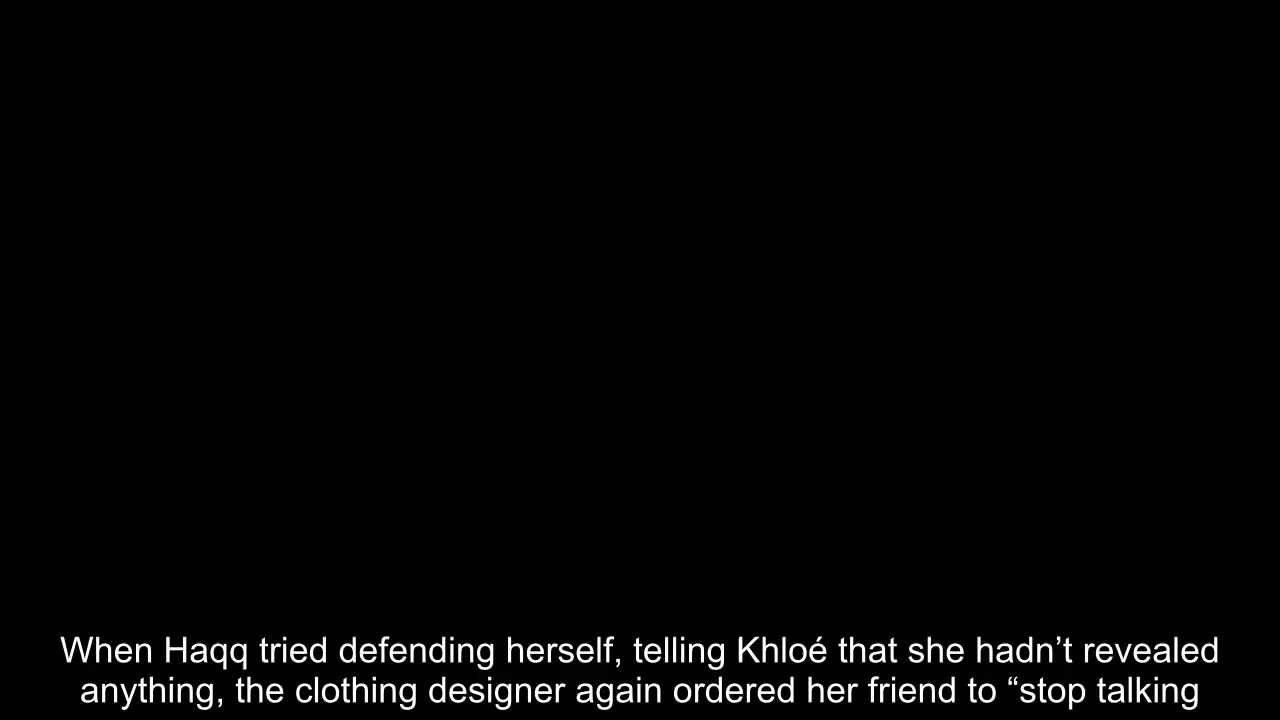 When Haqq tried defending herself, telling Khloé that she hadn’t revealed
anything, the clothing designer again ordered her friend to “stop talking